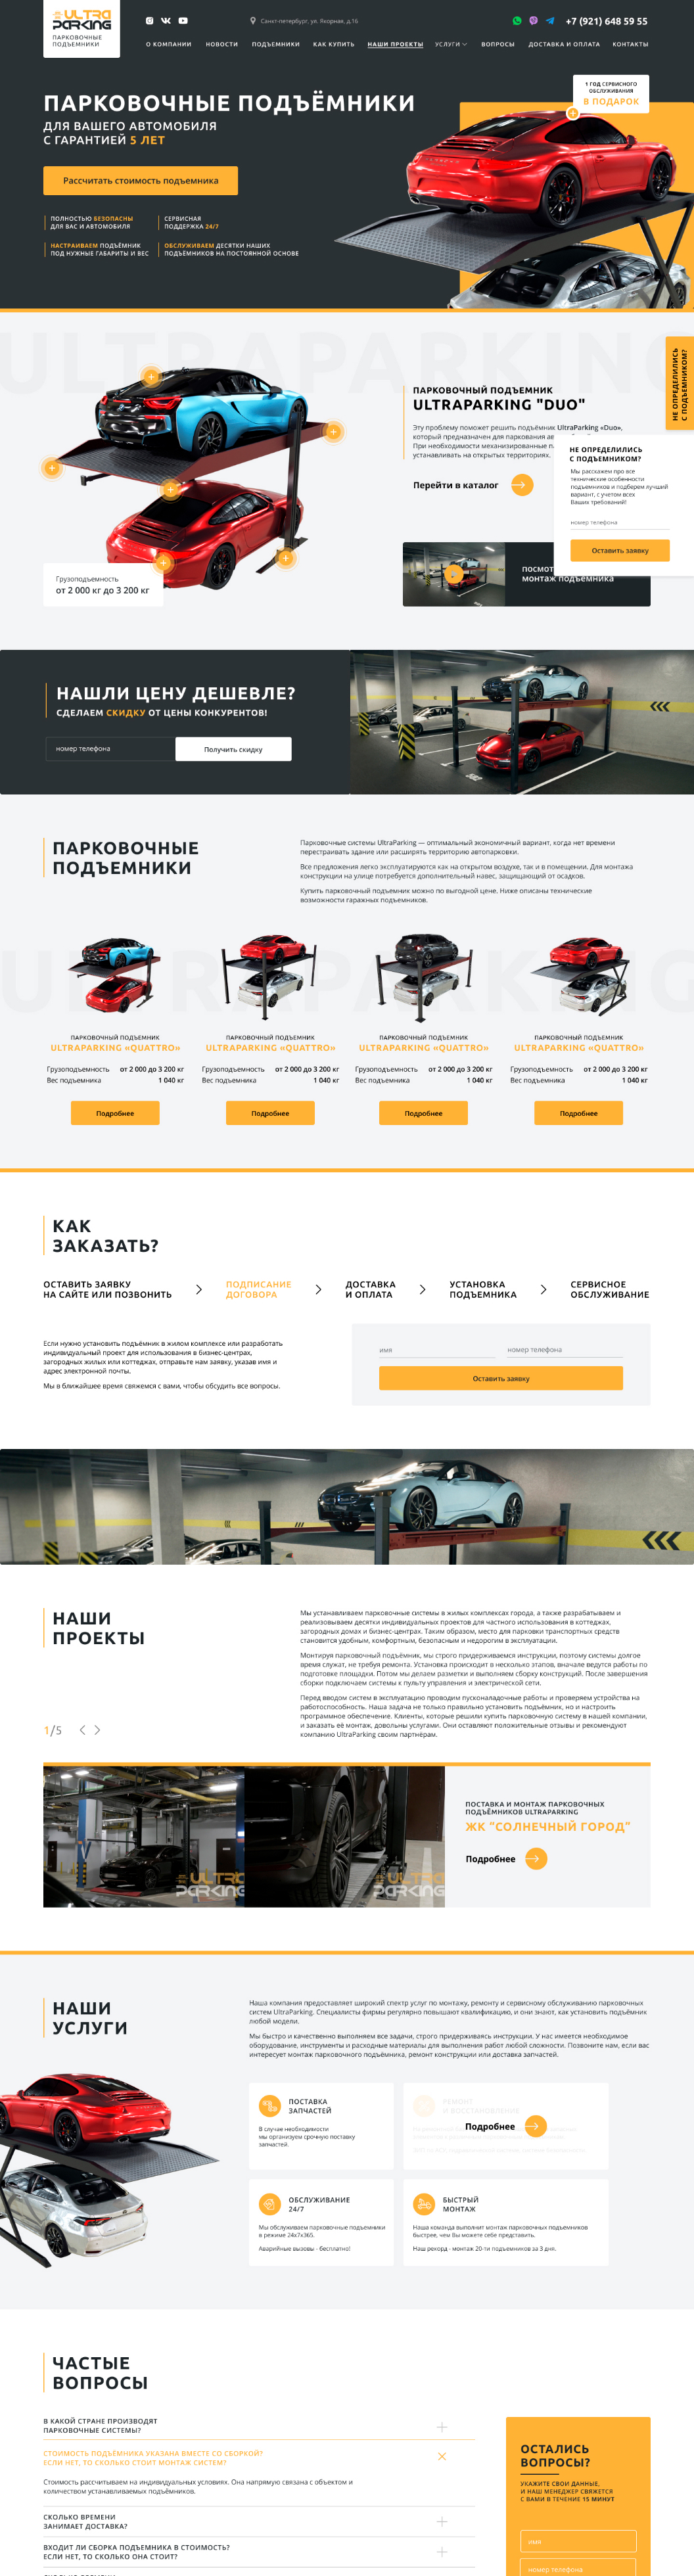 ULTRA
PARKING
ПАРКОВОЧНЫЕ
ПОДЪЕМНИКИ
Санкт-петербург, ул. Якорная, д.16
+7 (921) 648 59 55
О КОМПАНИИ НОВОСТИ ПОДЪЕМНИКИ КАК КУПИТЬ НАШИ ПРОЕКТЫ УСЛУГИ ВОПРОСЫ ДОСТАВКА И ОПЛАТА КОНТАКТЫ
1 ГОД СЕРВИСНОГО
ОБСЛУЖИВАНИЯ
В ПОДАРОК
ПАРКОВОЧНЫЕ ПОДЪЁМНИКИ
ДЛЯ ВАШЕГО АВТОМОБИЛЯ
С ГАРАНТИЕЙ 5 ЛЕТ
Рассчитать стоимость подъемника
ПОЛНОСТЬЮ БЕЗОПАСНЫ
ДЛЯ ВАС И АВТОМОБИЛЯ
СЕРВИСНАЯ
ПОДДЕРЖКА 24/7
НАСТРАИВАЕМ ПОДЪЁМНИК
ПОД НУЖНЫЕ ГАБАРИТЫ И ВЕС
ОБСЛУЖИВАЕМ ДЕСЯТКИ НАШИХ
ПОДЪЁМНИКОВ НА ПОСТОЯННОЙ ОСНОВЕ
ULTRAPARKING
НЕ ОПРЕДЕЛИЛИСЬ
С ПОДЪЕМНИКОМ?
ПАРКОВОЧНЫЙ ПОДЪЕМНИК
ULTRAPARKING "DUO"
Эту проблему поможет решить подъёмник UltraParking «Duo»,
который предназначен для паркования
При необходимости механизированные
устанавливать на открытых территориях.
Перейти в каталог
НЕ ОПРЕДЕЛИЛИСЬ
С ПОДЪЕМНИКОМ?
Мы расскажем про все
технические особенности
подъемников и подберем лучший
вариант, с учетом всех
Ваших требований!
номер телефона
Оставить заявку
Грузоподъемность
от 2 000 кг до 3 200 кг
монтаж подъемника
НАШЛИ ЦЕНУ ДЕШЕВЛЕ?
СДЕЛАЕМ СКИДКУ ОТ ЦЕНЫ КОНКУРЕНТОВ!
номер телефона
Получить скидку
ПАРКОВОЧНЫЕ
ПОДЪЕМНИКИ
Парковочные системы UltraParking — оптимальный экономичный вариант, когда нет времени
перестраивать здание или расширять территорию автопарковки.
Все предложения легко эксплуатируются как на открытом воздухе, так и в помещении. Для монтажа
конструкции на улице потребуется дополнительный навес, защищающий от осадков.
Купить парковочный подъемник можно по выгодной цене. Ниже описаны технические
возможности гаражных подъемников.
ULTRAPARKING
ПАРКОВОЧНЫЙ ПОДЪЕМНИК ПАРКОВОЧНЫЙ ПОДЪЕМНИК ПАРКОВОЧНЫЙ ПОДЪЕМНИК ПАРКОВОЧНЫЙ ПОДЪЕМНИК
ULTRAPARKING «QUATTRO» ULTRAPARKING «QUATTRO» ULTRAPARKING «QUATTRO» ULTRAPARKING «QUATTRO»
Грузоподъемность от 2 000 до 3 200 кг Грузоподъемность от 2 000 до 3 200 кг Грузоподъемность от 2 000 до 3 200 кг Грузоподъемность от 2 000 до 3 200 кг
Вес подъемника 1 040 кг Вес подъемника 1 040 кг Вес подъемника 1 040 кг Вес подъемника 1 040 кг
Подробнее Подробнее Подробнее Подробнее
КАК
ЗАКАЗАТЬ?
ОСТАВИТЬ ЗАЯВКУ
НА САЙТЕ ИЛИ ПОЗВОНИТЬ
ПОДПИСАНИЕ
ДОГОВОРА
ДОСТАВКА
И ОПЛАТА
УСТАНОВКА
ПОДЪЕМНИКА
СЕРВИСНОЕ
ОБСЛУЖИВАНИЕ
Если нужно установить подъёмник в жилом комплексе или разработать
индивидуальный проект для использования в бизнес-центрах,
загородных жилых или коттеджах, отправьте нам заявку, указав имя и
адрес электронной почты.
Мы в ближайшее время свяжемся с вами, чтобы обсудить все вопросы.
имя
номер телефона
Оставить заявку
НАШИ
ПРОЕКТЫ
Мы устанавливаем парковочные системы в жилых комплексах города, а также разрабатываем и
реализовываем десятки индивидуальных проектов для частного использования в коттеджах,
загородных домах и бизнес-центрах. Таким образом, место для парковки транспортных средств
становится удобным, комфортным, безопасным и недорогим в эксплуатации.
Монтируя парковочный подъёмник, мы строго придерживаемся инструкции, поэтому системы долгое
время служат, не требуя ремонта. Установка происходит в несколько этапов, вначале ведутся работы по
подготовке площадки. Потом мы делаем разметки и выполняем сборку конструкций. После завершения
сборки подключаем системы к пульту управления и электрической сети.
Перед вводом систем в эксплуатацию проводим пусконаладочные работы и проверяем устройства на
работоспособность. Наша задача не только правильно установить подъёмник, но и настроить
программное обеспечение. Клиенты, которые решили купить парковочную систему в нашей компании,
и заказать её монтаж, довольны услугами. Они оставляют положительные отзывы и рекомендуют
компанию UltraParking своим партнёрам.
1/5
ULTRA
PARKING
ULTRA
PARKING
ПОСТАВКА И МОНТАЖ ПАРКОВОЧНЫХ
ПОДЪЁМНИКОВ ULTRAPARKING
ЖК "СОЛНЕЧНЫЙ ГОРОД"
Подробнее
НАШИ
УСЛУГИ
Наша компания предоставляет широкий спектр услуг по монтажу, ремонту и сервисному обслуживанию парковочных
систем UltraParking. Специалисты фирмы регулярно повышают квалификацию, и они знают, как установить подъёмник
любой модели.
Мы быстро и качественно выполняем все задачи, строго придерживаясь инструкции. У нас имеется необходимое
оборудование, инструменты и расходные материалы для выполнения работ любой сложности. Позвоните нам, если вас
интересует монтаж парковочного подъёмника, ремонт конструкции или доставка запчастей.
ПОСТАВКА
ЗАПЧАСТЕЙ
В случае необходимости
мы организуем срочную поставку
запчастей.
РЕМОНТ
И ВОССТАНОВЛЕНИЕ
Подробнее
ОБСЛУЖИВАНИЕ
24/7
Мы обслуживаем парковочные подъемники
в режиме 24x7x365.
Аварийные вызовы - бесплатно!
БЫСТРЫЙ
МОНТАЖ
Наша команда выполнит монтаж парковочных подъемников
быстрее, чем Вы можете себе представить.
Наш рекорд - монтаж 20-ти подъемников за 3 дня.
ЧАСТЫЕ
ВОПРОСЫ
В КАКОЙ СТРАНЕ ПРОИЗВОДЯТ
ПАРКОВОЧНЫЕ СИСТЕМЫ?
СТОИМОСТЬ ПОДЪЁМНИКА УКАЗАНА ВМЕСТЕ СО СБОРКОЙ?
ЕСЛИ НЕТ, ТО СКОЛЬКО СТОИТ МОНТАЖ СИСТЕМ?
Стоимость рассчитываем на индивидуальных условиях. Она напрямую связана с объектом и
количеством устанавливаемых подъёмников.
СКОЛЬКО ВРЕМЕНИ
ЗАНИМАЕТ ДОСТАВКА?
ВХОДИТ ЛИ СБОРКА ПОДЪЕМНИКА В СТОИМОСТЬ?
ЕСЛИ НЕТ, ТО СКОЛЬКО ОНА СТОИТ?
ОСТАЛИСЬ
ВОПРОСЫ?
УКАЖИТЕ СВОИ ДАННЫЕ,
И НАШ МЕНЕДЖЕР СВЯЖЕТСЯ
С ВАМИ В ТЕЧЕНИЕ 15 МИНУТ
имя
номер телефона